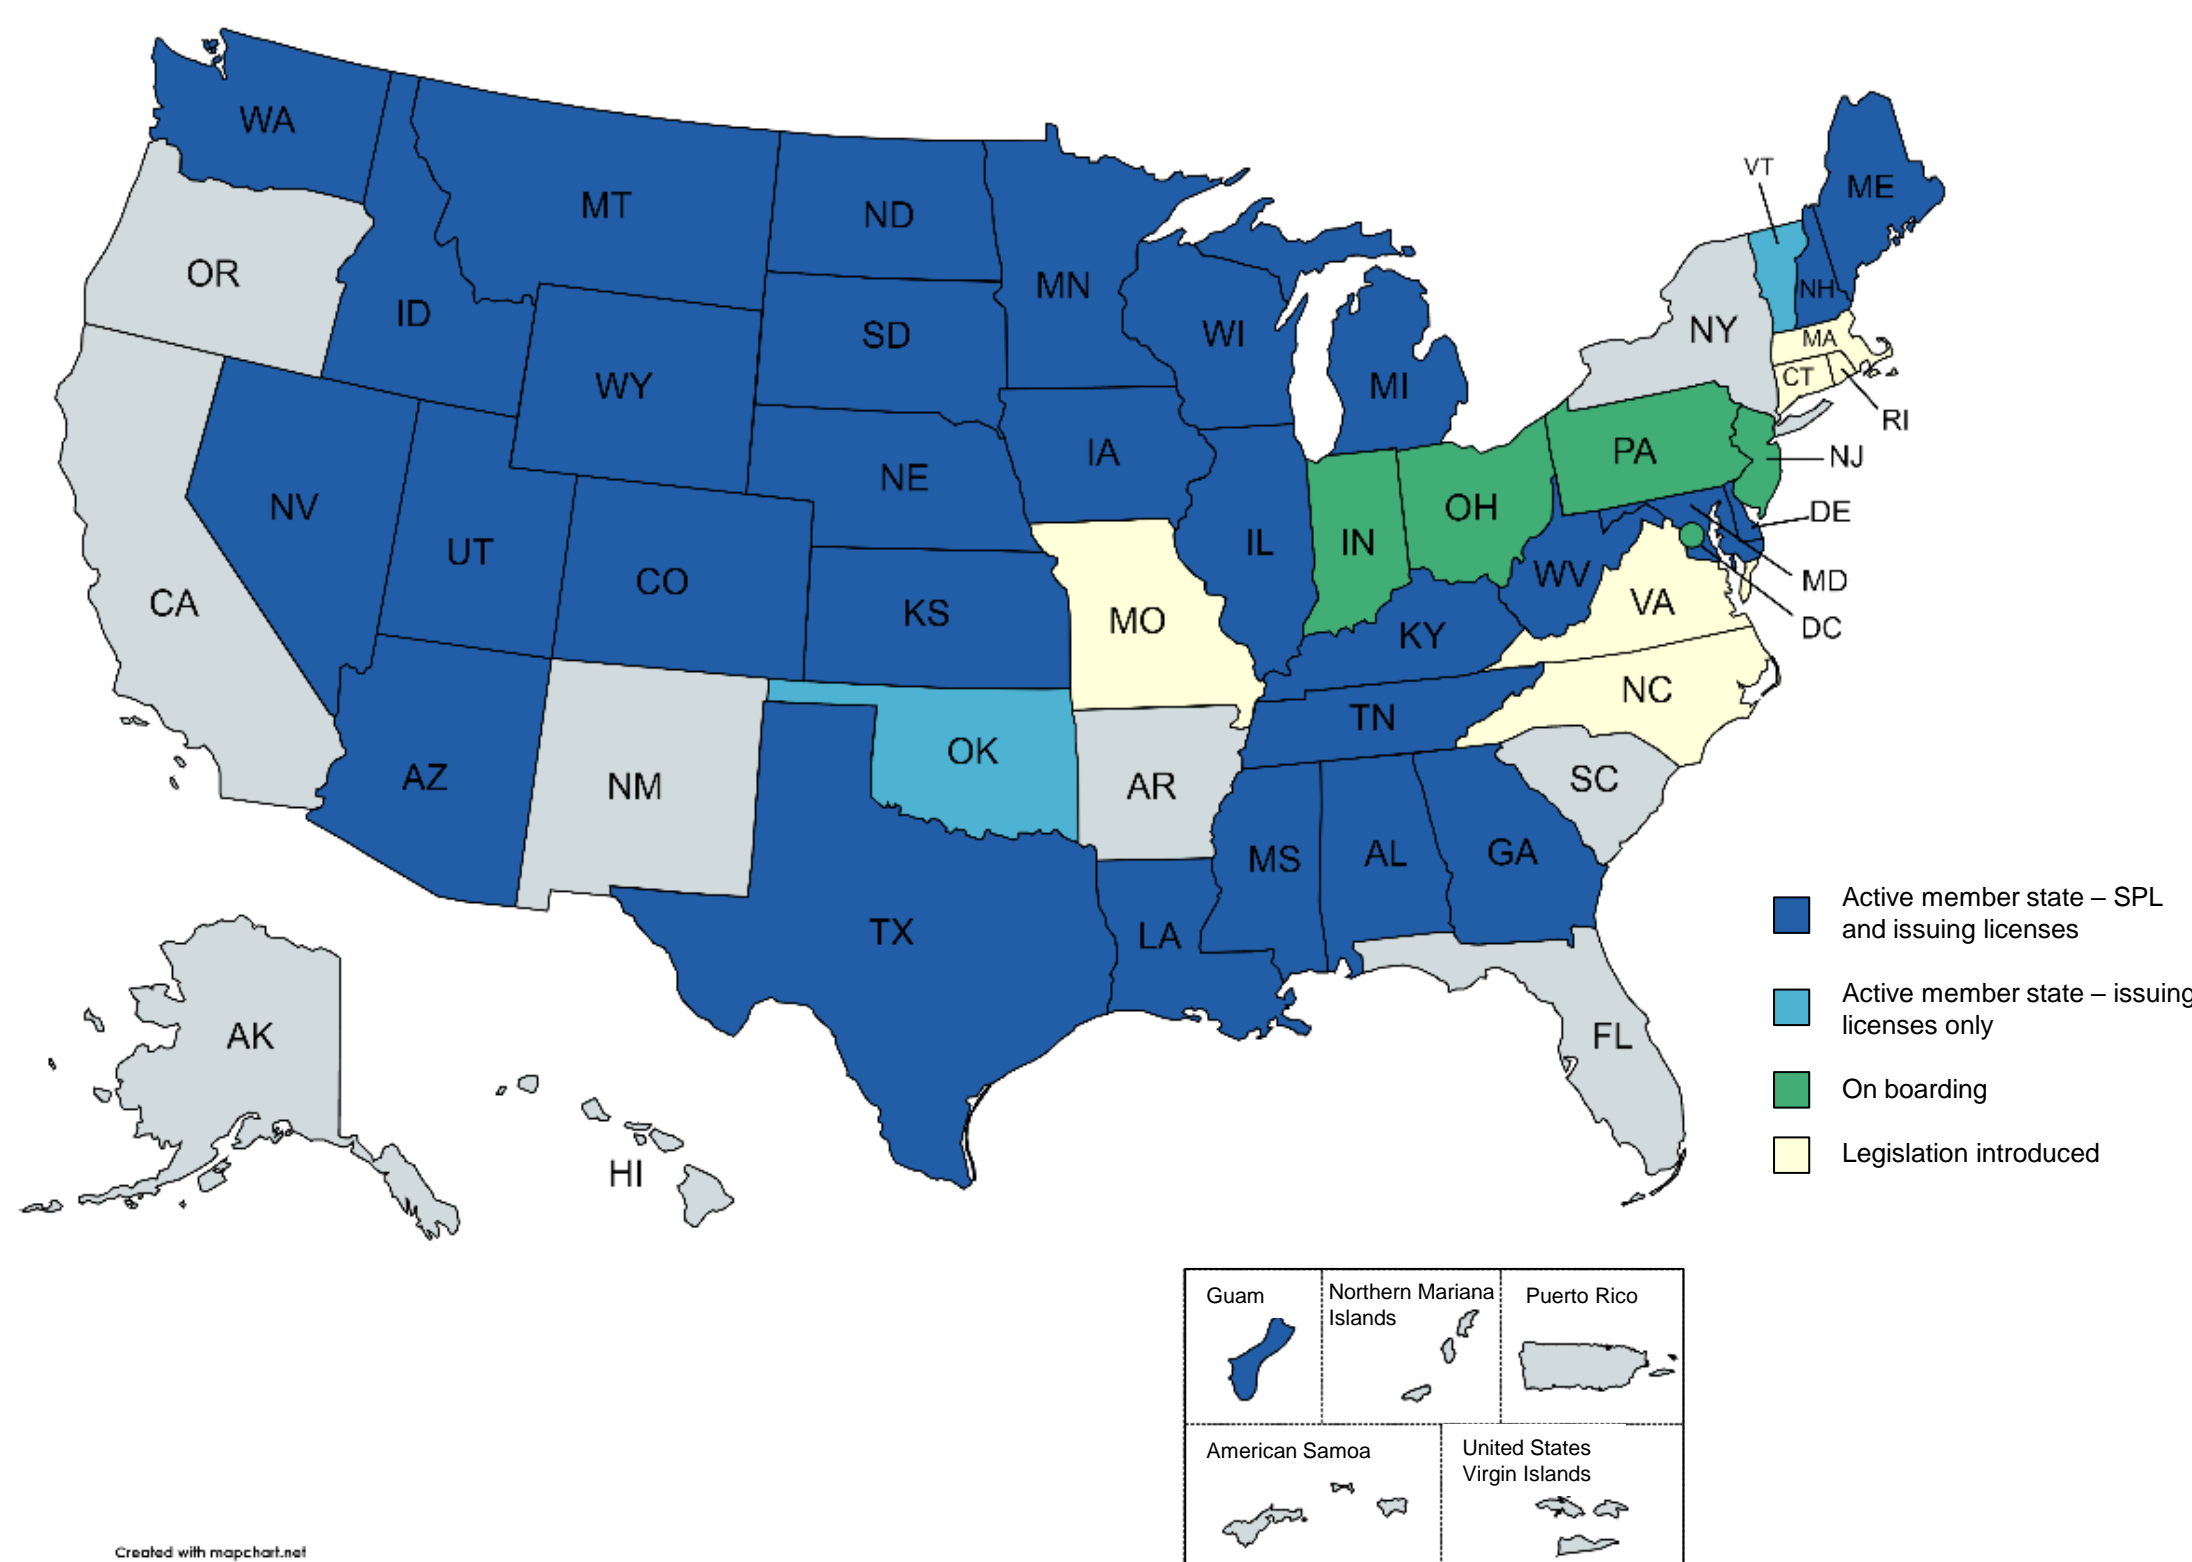 WA
MT
ND
MN
VT
ME
OR
ID
SD
WI
NH
NY
MA
WY
MI
CT
RI
IA
PA
NJ
NE
NV
OH
DE
UT
IL
IN
CO
WV
MD
CA
KS
MO
VA
DC
KY
NC
TN
OK
AZ
NM
AR
SC
MS
AL
GA
TX
LA
Active member state – SPL
and issuing licenses
Active member state – issuing
licenses only
AK
FL
On boarding
HI
Legislation introduced
Guam
Northern Mariana
Islands
Puerto Rico
American Samoa
United States
Virgin Islands
Created with mapchart.net